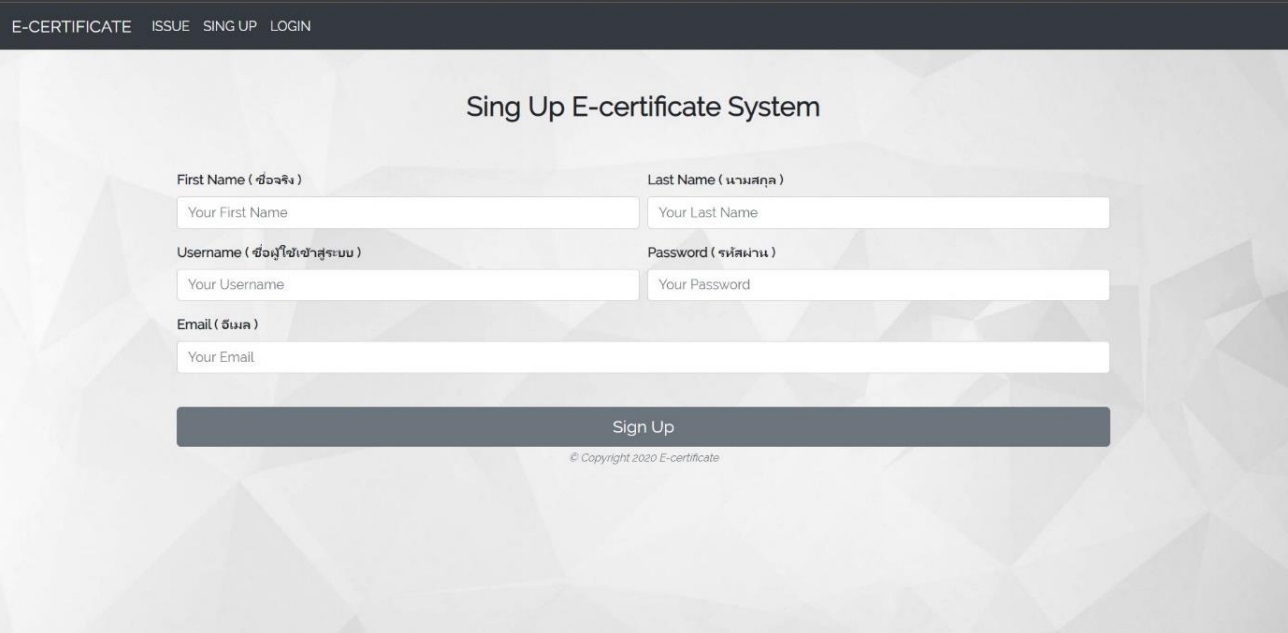 E-CERTIFICATE ISSUE SING UP LOGIN
Sing Up E-certificate System
First Name ( ชื่อจริง ) Last Name ( นามสกุล )
Your First Name Your Last Name
Username ( ชื่อผู้ใช้เข้าสู่ระบบ ) Password ( รหัสผ่าน )
Your Username Your Password
Email ( อีเมล )
Your Email
Sign Up
© Copyright 2020 E-certificate